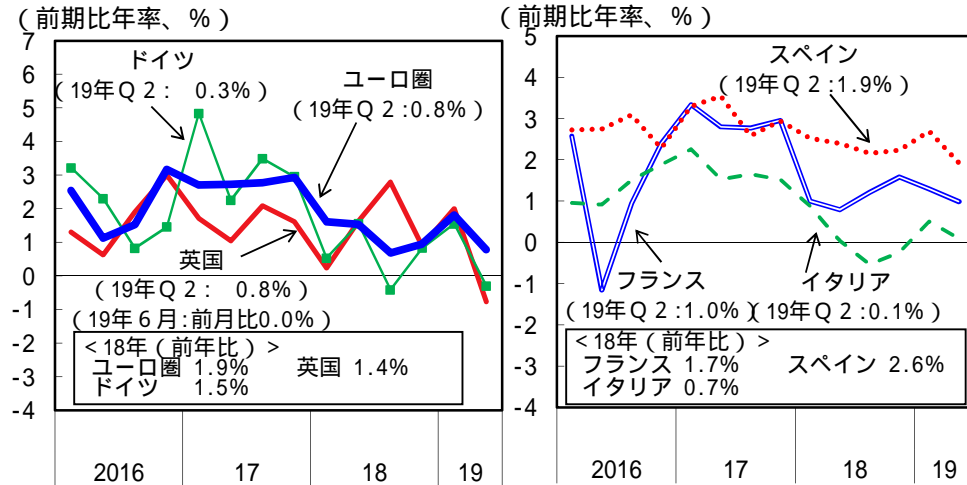 （前期比年率、％）
7
6
5
4
3
2
1
0
-1
-2
-3
-4
ドイツ
（19年Ｑ２：　0.3%）
ユーロ圏
（19年Ｑ２:0.8%）
英国
（19年Ｑ２：　0.8%）
（19年６月:前月比0.0%）
＜18年（前年比）＞
ユーロ圏 1.9%　英国 1.4%
ドイツ 1.5%
2016 17 18 19
（前期比年率、％）
5
4
3
2
1
0
-1
-2
-3
-4
スペイン
（19年Ｑ２:1.9%）
フランス
（19年Ｑ２:1.0%）
イタリア
（19年Ｑ２:0.1%）
＜18年（前年比）＞
フランス 1.7%　スペイン 2.6%
イタリア 0.7%
2016 17 18 19